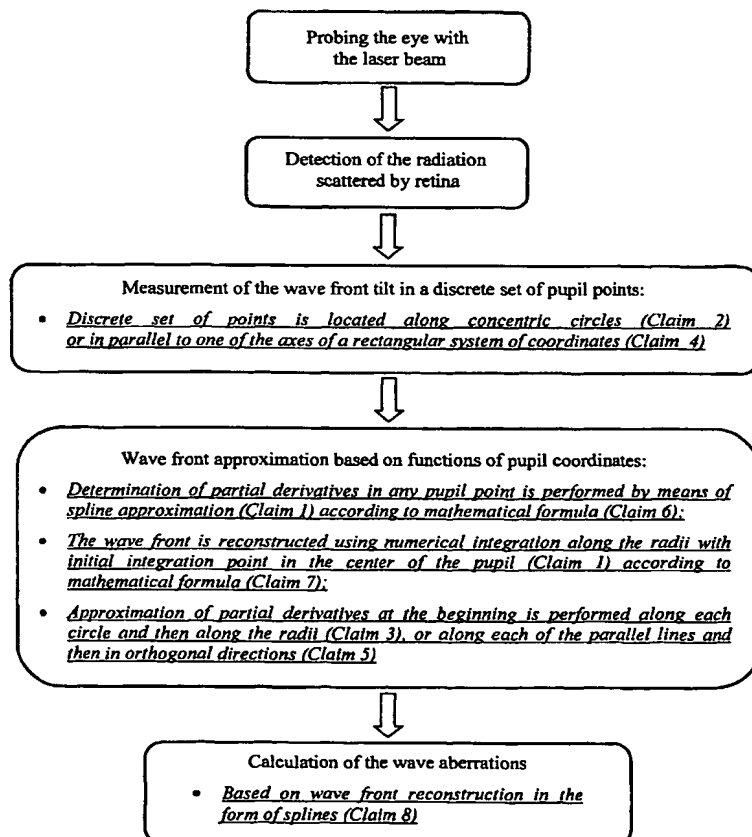 Probing the eye with
the laser beam
Detection of the radiation
scattered by retina
Measurement of the wave front tilt in a discrete set of pupil points:
• Discrete set of points is located along concentric circles (Claim 2)
or in parallel to one of the axes of a rectangular system of coordinates (Claim 4)
Wave front approximation based on functions of pupil coordinates:
• Determination of partial derivatives in any pupil point is performed by means of
spline approximation (Claim 1) according to mathematical formula (Claim 6);
• The wave front is reconstructed using numerical integration along the radii with
initial integration point in the center of the pupil (Claim 1) according to
mathematical formula (Claim 7);
• Approximation of partial derivatives at the beginning is performed along each
circle and then along the radii (Claim 3), or along each of the parallel lines and
then in orthogonal directions (Claim 5)
Calculation of the wave aberrations
• Based on wave front reconstruction in the
form of splines (Claim 8)